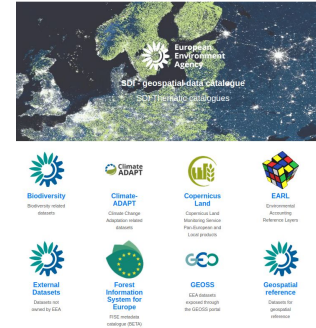 European
Environment
Agency
SDI - geospatial data catalogue
SDI Thematic catalogues
Biodiversity
Biodiversity related
datasets
Climate
ADAPT
Climate-
ADAPT
Climate Change
Adaptation related
datasets
Copernicus
Land
Copernicus Land
Monitoring Service
Pan-European and
Local products
EARL
Environmental
Accounting
Reference Layers
External
Datasets
Datasets not
owned by EEA
Forest
Information
System for
Europe
FISE metadata
catalogue (BETA)
GEOSS
EEA datasets
exposed through
the GEOSS portal
Geospatial
reference
Datasets for
geospatial
reference